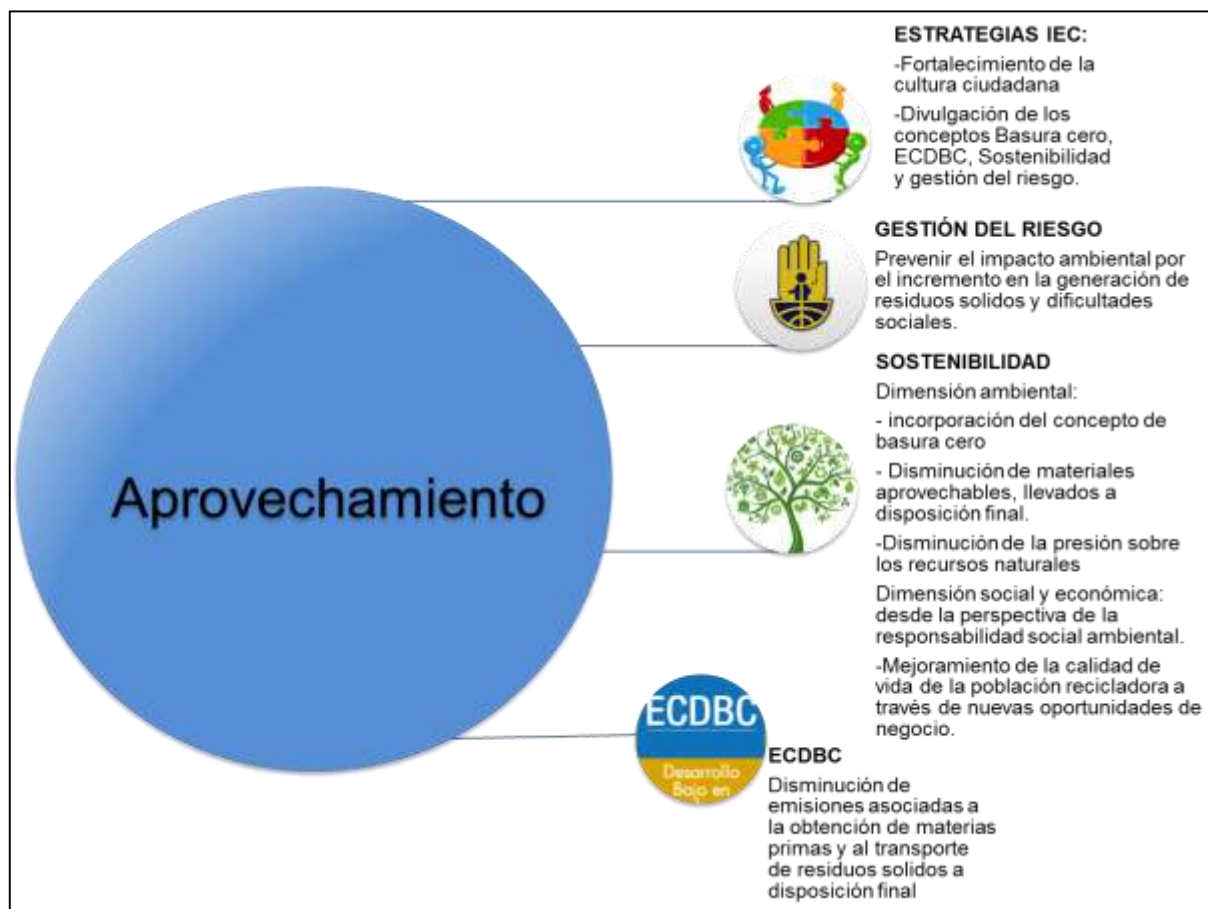 ESTRATEGIAS IEC:
-Fortalecimiento de la
cultura ciudadana
-Divulgación de los
conceptos Basura cero,
ECDBC, Sostenibilidad
y gestión del riesgo.
GESTIÓN DEL RIESGO
Prevenir el impacto ambiental por
el incremento en la generación de
residuos solidos y dificultades
sociales.
SOSTENIBILIDAD
Dimensión ambiental:
- incorporación del concepto de
basura cero
- Disminución de materiales
aprovechables, llevados a
disposición final.
-Disminución de la presión sobre
los recursos naturales
Dimensión social y económica:
desde la perspectiva de la
responsabilidad social ambiental.
-Mejoramiento de la calidad de
vida de la población recicladora a
través de nuevas oportunidades de
negocio.
Aprovechamiento
ECDBC
Desarrollo
Bajo en
ECDBC
Disminución de
emisiones asociadas a
la obtención de materias
primas y al transporte
de residuos solidos a
disposición final